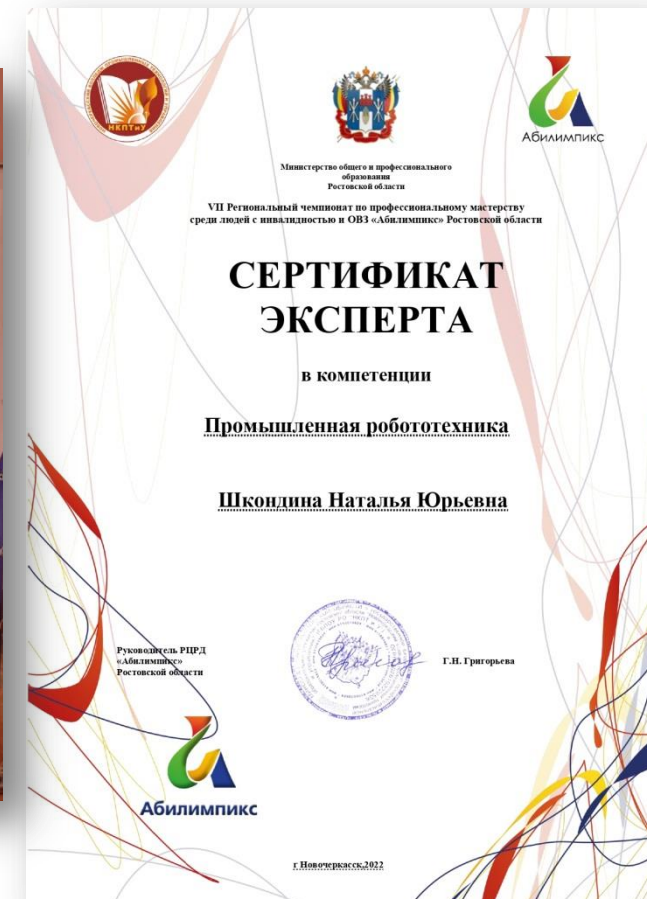 НКПТиУ
Абилимпикс
Министерство общего и профессионального
образования
Ростовской области
VII Региональный чемпионат по профессиональному мастерству
среди людей с инвалидностью и ОВЗ «Абилимпикс» Ростовской области
СЕРТИФИКАТ
ЭКСПЕРТА
в компетенции
Промышленная робототехника
Шкондина Наталья Юрьевна
Руководитель РЦРД
«Абилимпикс»
Ростовской области
Г.Н. Григорьева
Абилимпикс
г Новочеркасск,2022